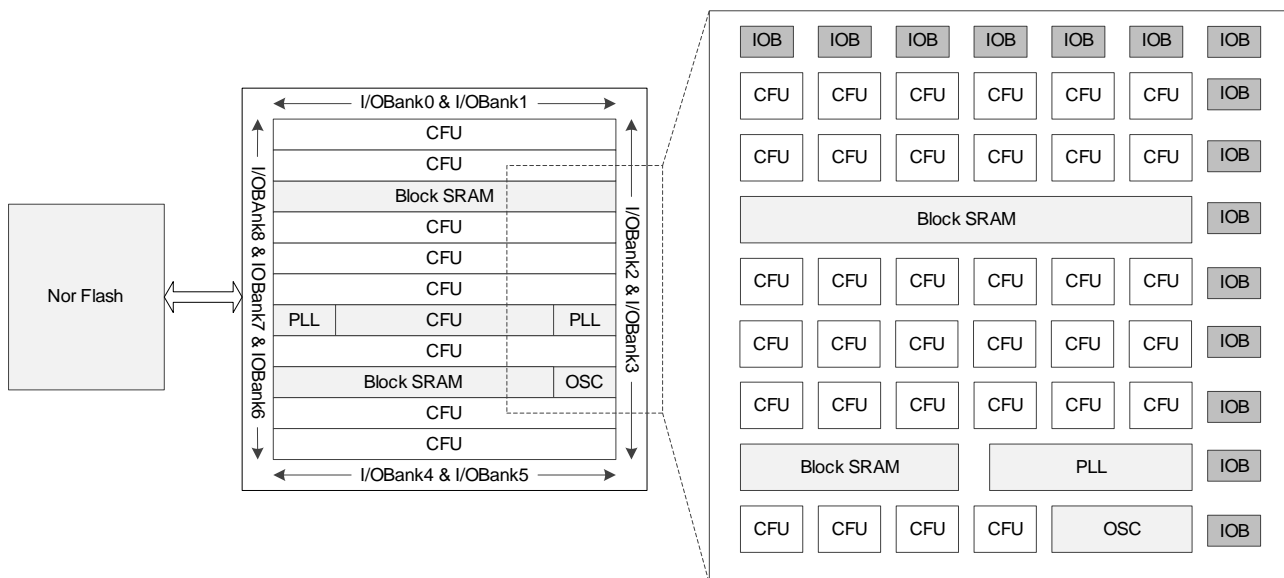 Nor Flash
I/OBank0 & I/OBank1
I/OBAnk8 & IOBank7 & IOBank6
CFU
CFU
Block SRAM
CFU
CFU
CFU
PLL CFU PLL
CFU
Block SRAM OSC
CFU
CFU
I/OBank2 & I/OBank3
I/OBank4 & I/OBank5
IOB IOB IOB IOB IOB IOB IOB
CFU CFU CFU CFU CFU CFU IOB
CFU CFU CFU CFU CFU CFU IOB
Block SRAM IOB
CFU CFU CFU CFU CFU CFU IOB
CFU CFU CFU CFU CFU CFU IOB
CFU CFU CFU CFU CFU CFU IOB
Block SRAM PLL IOB
CFU CFU CFU CFU OSC IOB